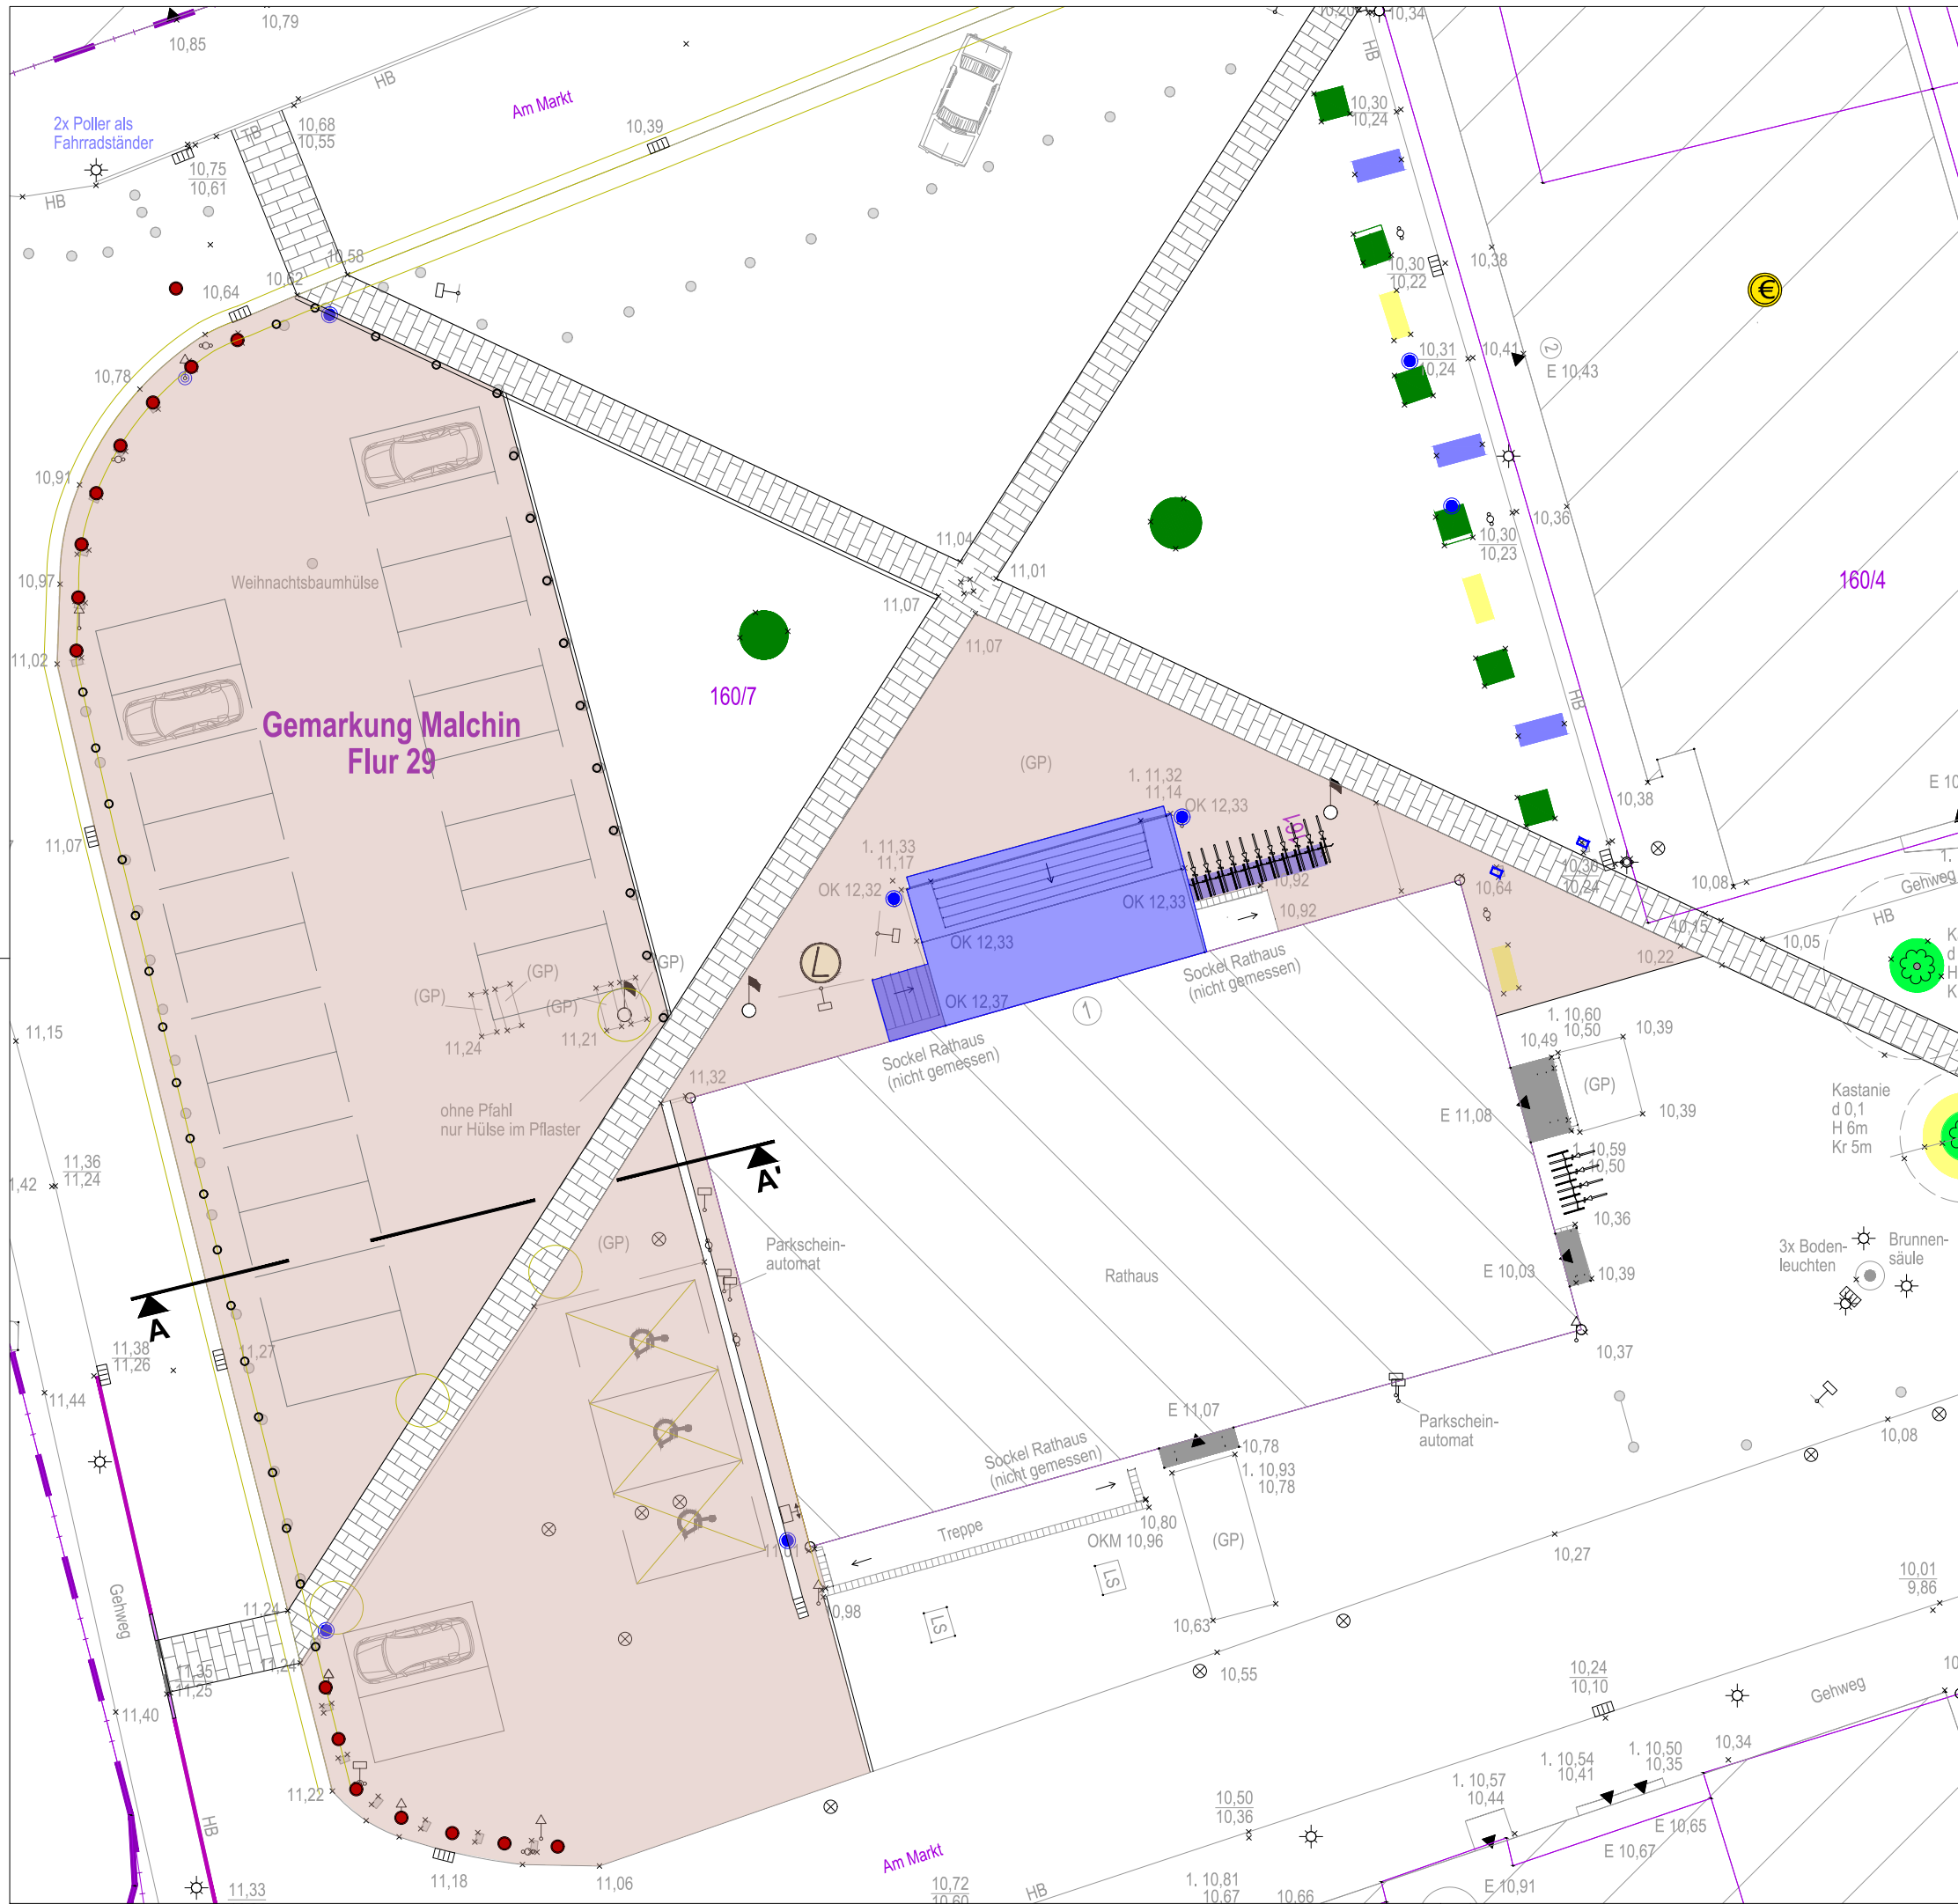 10,79
10,85
HB
Am Markt
10,20
10,34
HB
2x Poller als
Fahrradständer
TB
10,68
10,55
10,39
10,30
10,24
10,75
10,61
HB
10,58
10,62
10,64
10,30
10,22
10,38
€
10,31
10,24
10,41
2
E 10,43
10,78
10,91
10,36
10,30
10,23
11,04
11,01
10,97
Weihnachtsbaumhülse
11,07
160/4
11,07
11,02
160/7
HB
Gemarkung Malchin
Flur 29
(GP)
1. 11,32
11,14
OK 12,33
10,38
11,07
1. 11,33
11,17
OK 12,32
10,92
OK 12,33
10,92
10,64
10,36
10,24
10,08
Gehweg
HB
10,15
10,05
OK 12,33
10,22
L
(GP)
(GP)
(GP)
(GP)
Sockel Rathaus
(nicht gemessen)
OK 12,37
1
11,15
11,24
11,21
Sockel Rathaus
(nicht gemessen)
1. 10,60
10,50
10,49
10,39
(GP)
11,32
E 11,08
10,39
ohne Pfahl
nur Hülse im Pflaster
Kastanie
d 0,1
H 6m
Kr 5m
1. 10,59
10,50
11,36
11,24
A'
10,36
(GP)
Parkschein-
automat
Rathaus
E 10,03
10,39
3x Boden-
leuchten
Brunnen-
säule
A
11,38
11,26
11,27
10,37
11,44
E 11,07
Parkschein-
automat
10,08
Sockel Rathaus
(nicht gemessen)
10,78
1. 10,93
10,78
Treppe
10,80
OKM 10,96
(GP)
10,27
LS
10,01
9,86
Gehweg
11,24
10,98
LS
10,63
11,24
11,35
11,25
10,55
10,24
10,10
Gehweg
11,40
10,34
1. 10,50
10,35
1. 10,54
10,41
1. 10,57
10,44
11,22
10,50
10,36
HB
E 10,65
E 10,67
Am Markt
11,18
11,06
11,33
10,72
10,60
HB
1. 10,81
10,67
10,66
E 10,91